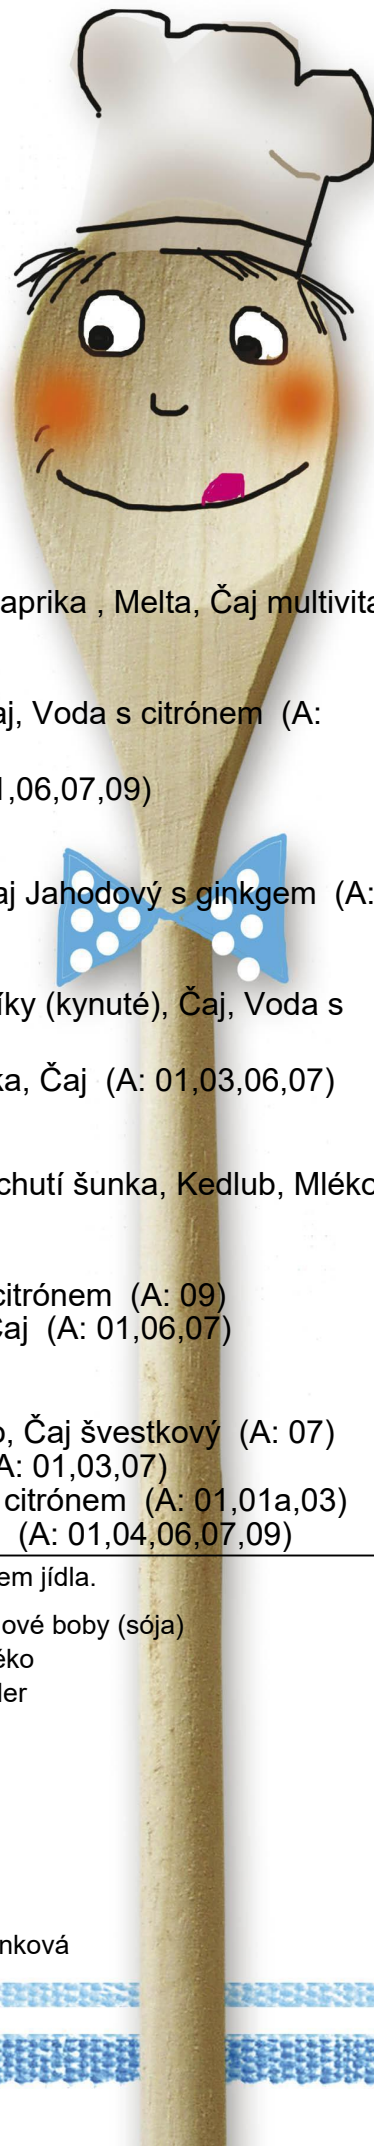 aprika , Melta, Čaj multivita
aj, Voda s citrónem (A:
1,06,07,09)
aj Jahodový s ginkgem (A:
íky (kynuté), Čaj, Voda s
ka, Čaj (A: 01,03,06,07)
chutí šunka, Kedlub, Mléko
citrónem (A: 09)
Čaj (A: 01,06,07)
o, Čaj švestkový (A: 07)
A: 01,03,07)
citrónem (A: 01,01a,03)
(A: 01,04,06,07,09)
em jídla.
ové boby (sója)
éko
ler
nková